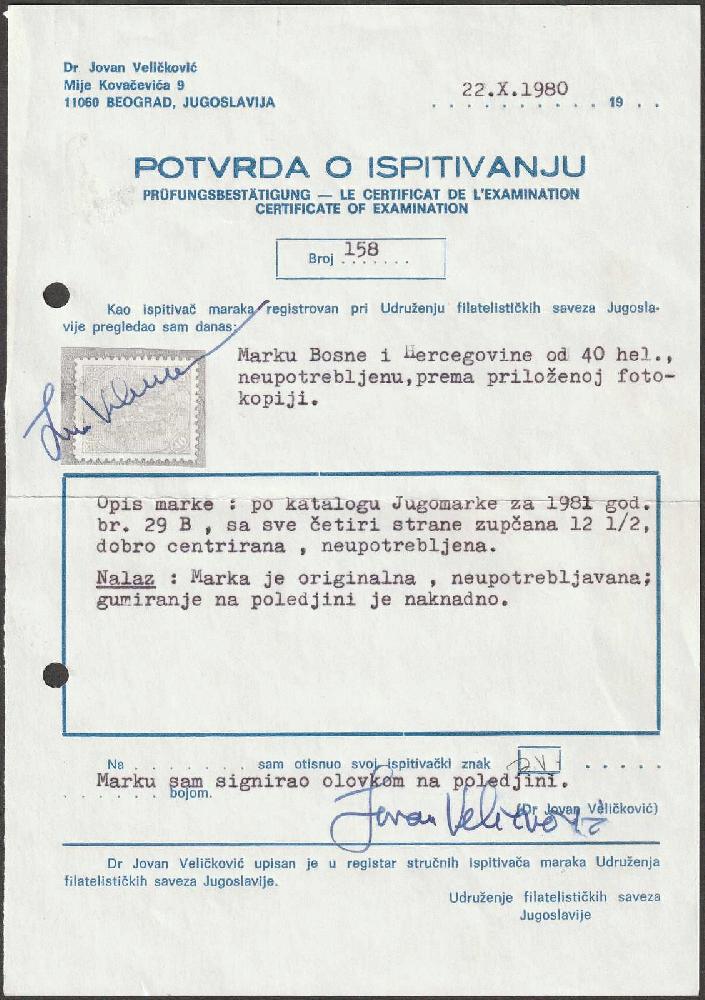 Dr Jovan Veličković
Mije Kovačevića 9
11060 BEOGRAD, JUGOSLAVIJA
22.X.1980
. . . . . . . . . . . 19 . .
POTVRDA O ISPITIVANJU
PRÜFUNGSBESTÄTIGUNG — LE CERTIFICAT DE L'EXAMINATION
CERTIFICATE OF EXAMINATION
Broj 158
Kao ispitivač maraka registrovan pri Udruženju filatelističkih saveza Jugosla-
vije pregledao sam danas:
Marku Bosne i Hercegovine od 40 hel.,
neupotrebljenu,prema priloženoj foto-
kopiji.
Opis marke : po katalogu Jugomarke za 1981 god.
br. 29 B , sa sve četiri strane zupčana 12 1/2,
dobro centrirana , neupotrebljena.
Nalaz : Marka je originalna , neupotrebljavana;
gumiranje na poledjini je naknadno.
Na . . . . . . . . sam otisnuo svoj ispitivački znak . . . . .
Marku sam signirao olovkom na poledjini.
. . . . . . . . bojom.
Jovan Veličković
(Dr Jovan Veličković)
Dr Jovan Veličković upisan je u registar stručnih ispitivača maraka Udruženja
filatelističkih saveza Jugoslavije.
Udruženje filatelističkih saveza
Jugoslavije